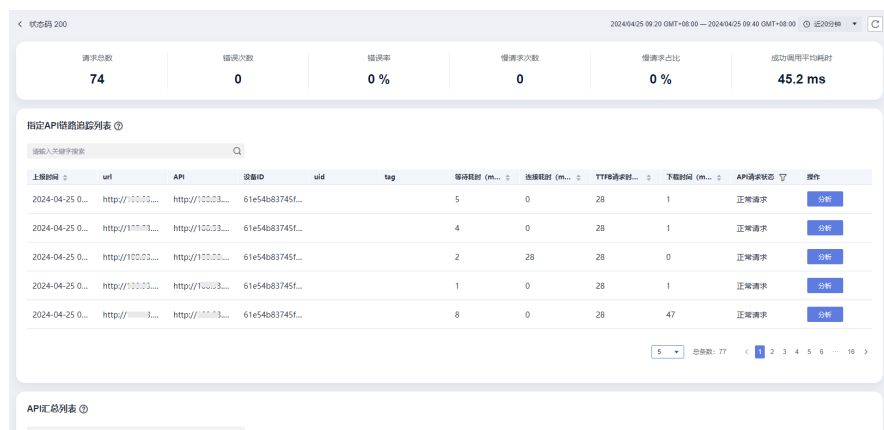 状态码 200
2024/04/25 09:20 GMT+08:00 — 2024/04/25 09:40 GMT+08:00 近20分钟
请求总数 错误次数 错误率 慢请求次数 慢请求占比 成功调用平均耗时
74 0 0 % 0 0 % 45.2 ms
指定API链路追踪列表
请输入关键字搜索
上报时间 url API 设备ID uid tag 等待耗时 (m... 连接耗时 (m... TTFB请求时... 下载时间 (m... API请求状态 操作
2024-04-25 0... http:// http:// 61e54b83745f... 5 0 28 1 正常请求 分析
2024-04-25 0... http:// http:// 61e54b83745f... 4 0 28 1 正常请求 分析
2024-04-25 0... http:// http:// 61e54b83745f... 2 28 28 0 正常请求 分析
2024-04-25 0... http:// http:// 61e54b83745f... 1 0 28 1 正常请求 分析
2024-04-25 0... http:// http:// 61e54b83745f... 8 0 28 47 正常请求 分析
5 总条数: 77 < 1 2 3 4 5 6 ... 16 >
API汇总列表